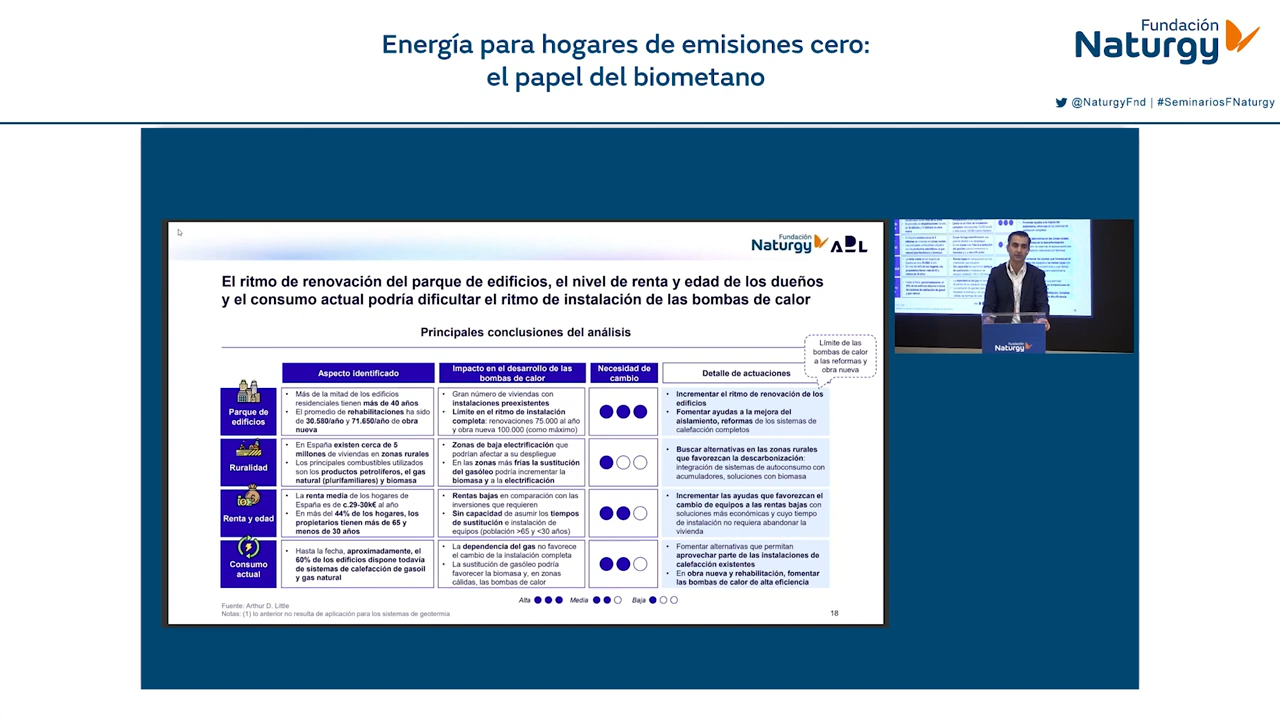 Energía para hogares de emisiones cero:
el papel del biometano
Fundación
Naturgy
@NaturgyFnd | #SeminariosFNaturgy
Fundación
Naturgy
ADL
El ritmo de renovación del parque de edificios, el nivel de renta y edad de los dueños
y el consumo actual podría dificultar el ritmo de instalación de las bombas de calor
Principales conclusiones del análisis
Límite de las
bombas de calor
a las reformas y
obra nueva
Aspecto identificado
Impacto en el desarrollo de las
bombas de calor
Necesidad de
cambio
Detalle de actuaciones
Parque de
edificios
• Más de la mitad de los edificios
residenciales tienen más de 40 años
• El promedio de rehabilitaciones ha sido
de 30.580/año y 71.650/año de obra
nueva
• Gran número de viviendas con
instalaciones preexistentes
• Límite en el ritmo de instalación
completa: renovaciones 75.000 al año
y obra nueva 100.000 (como máximo)
• Incrementar el ritmo de renovación de los
edificios
• Fomentar ayudas a la mejora del
aislamiento, reformas de los sistemas de
calefacción completos
Ruralidad
• En España existen cerca de 5
millones de viviendas en zonas rurales
• Los principales combustibles utilizados
son los productos petrolíferos, el gas
natural (plurifamiliares) y biomasa
• Zonas de baja electrificación que
podrían afectar a su despliegue
• En las zonas más frías la sustitución
del gasóleo podría incrementar la
biomasa y a la electrificación
• Buscar alternativas en las zonas rurales
que favorezcan la descarbonización:
integración de sistemas de autoconsumo con
acumuladores, soluciones con biomasa
Renta y edad
• La renta media de los hogares de
España es de c.29-30k€ al año
• En más del 44% de los hogares, los
propietarios tienen más de 65 y
menos de 30 años
• Rentas bajas en comparación con las
inversiones que requieren
• Sin capacidad de asumir los tiempos
de sustitución e instalación de
equipos (población >65 y <30 años)
• Incrementar las ayudas que favorezcan el
cambio de equipos a las rentas bajas con
soluciones más económicas y cuyo tiempo
de instalación no requiera abandonar la
vivienda
Consumo
actual
• Hasta la fecha, aproximadamente, el
60% de los edificios dispone todavía
de sistemas de calefacción de gasoil
y gas natural
• La dependencia del gas no favorece
el cambio de la instalación completa
• La sustitución de gasóleo podría
favorecer la biomasa y, en zonas
cálidas, las bombas de calor
• Fomentar alternativas que permitan
aprovechar parte de las instalaciones de
calefacción existentes
• En obra nueva y rehabilitación, fomentar
las bombas de calor de alta eficiencia
Alta Media Baja
Fuente: Arthur D. Little
Notas: (1) lo anterior no resulta de aplicación para los sistemas de geotermia
18
Fundación
Naturgy